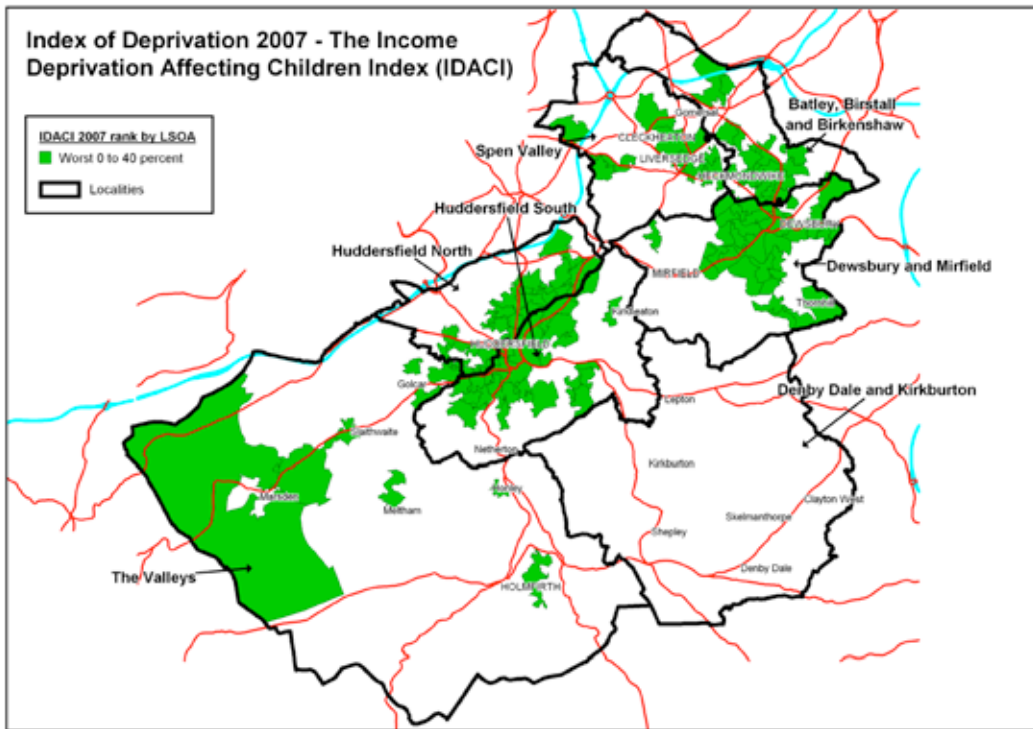 Index of Deprivation 2007 - The Income
Deprivation Affecting Children Index (IDACI)
IDACI 2007 rank by LSOA
Worst 0 to 40 percent
Localities
Batley, Birstall
and Birkenshaw
Gomersal
Spen Valley
CLECKHEATON
LIVERSEDGE
HECKMONDWIKE
Huddersfield South
DEWSBURY
Huddersfield North
MIRFIELD
Dewsbury and Mirfield
Thornhill
Kirkheaton
HUDDERSFIELD
Golcar
Lepton
Denby Dale and Kirkburton
Slaithwaite
Netherton
Kirkburton
Marsden
Meltham
Honley
Clayton West
Skelmanthorpe
Shepley
The Valleys
HOLMFIRTH
Denby Dale